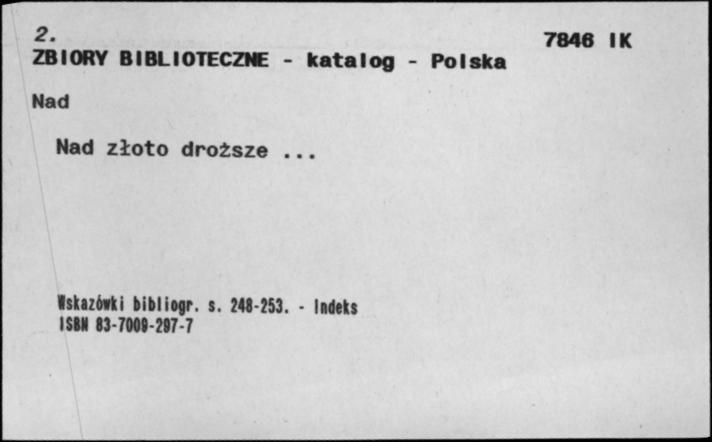 2.
7846 IK
ZBIORY BIBLIOTECZNE - katalog - Polska
Nad
Nad złoto droższe ...
Wskazówki bibliogr. s. 248-253. - Indeks
ISBN 83-7009-297-7